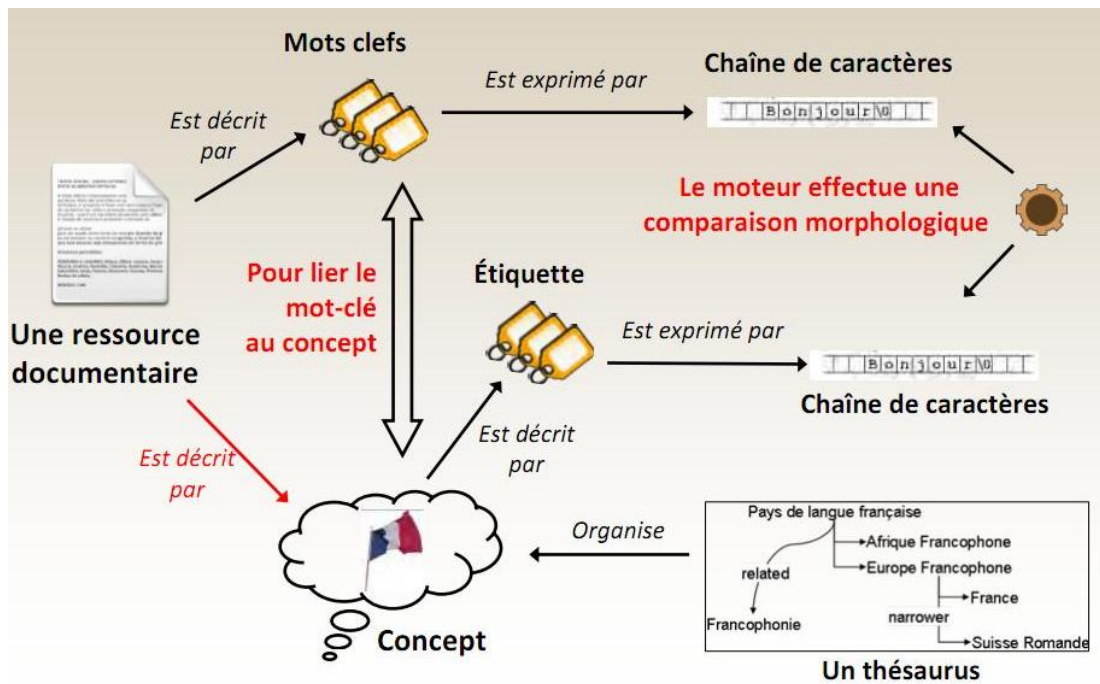 Mots clefs
Est exprimé par
Chaîne de caractères
Bonjour\0
Est décrit
par
Le moteur effectue une
comparaison morphologique
Pour lier le
mot-clé
au concept
Étiquette
Est exprimé par
Bonjour\0
Chaîne de caractères
Une ressource
documentaire
Est décrit
par
Est décrit
par
Organise
Concept
Pays de langue française
Afrique Francophone
Europe Francophone
related
France
narrower
Francophonie
Suisse Romande
Un thésaurus